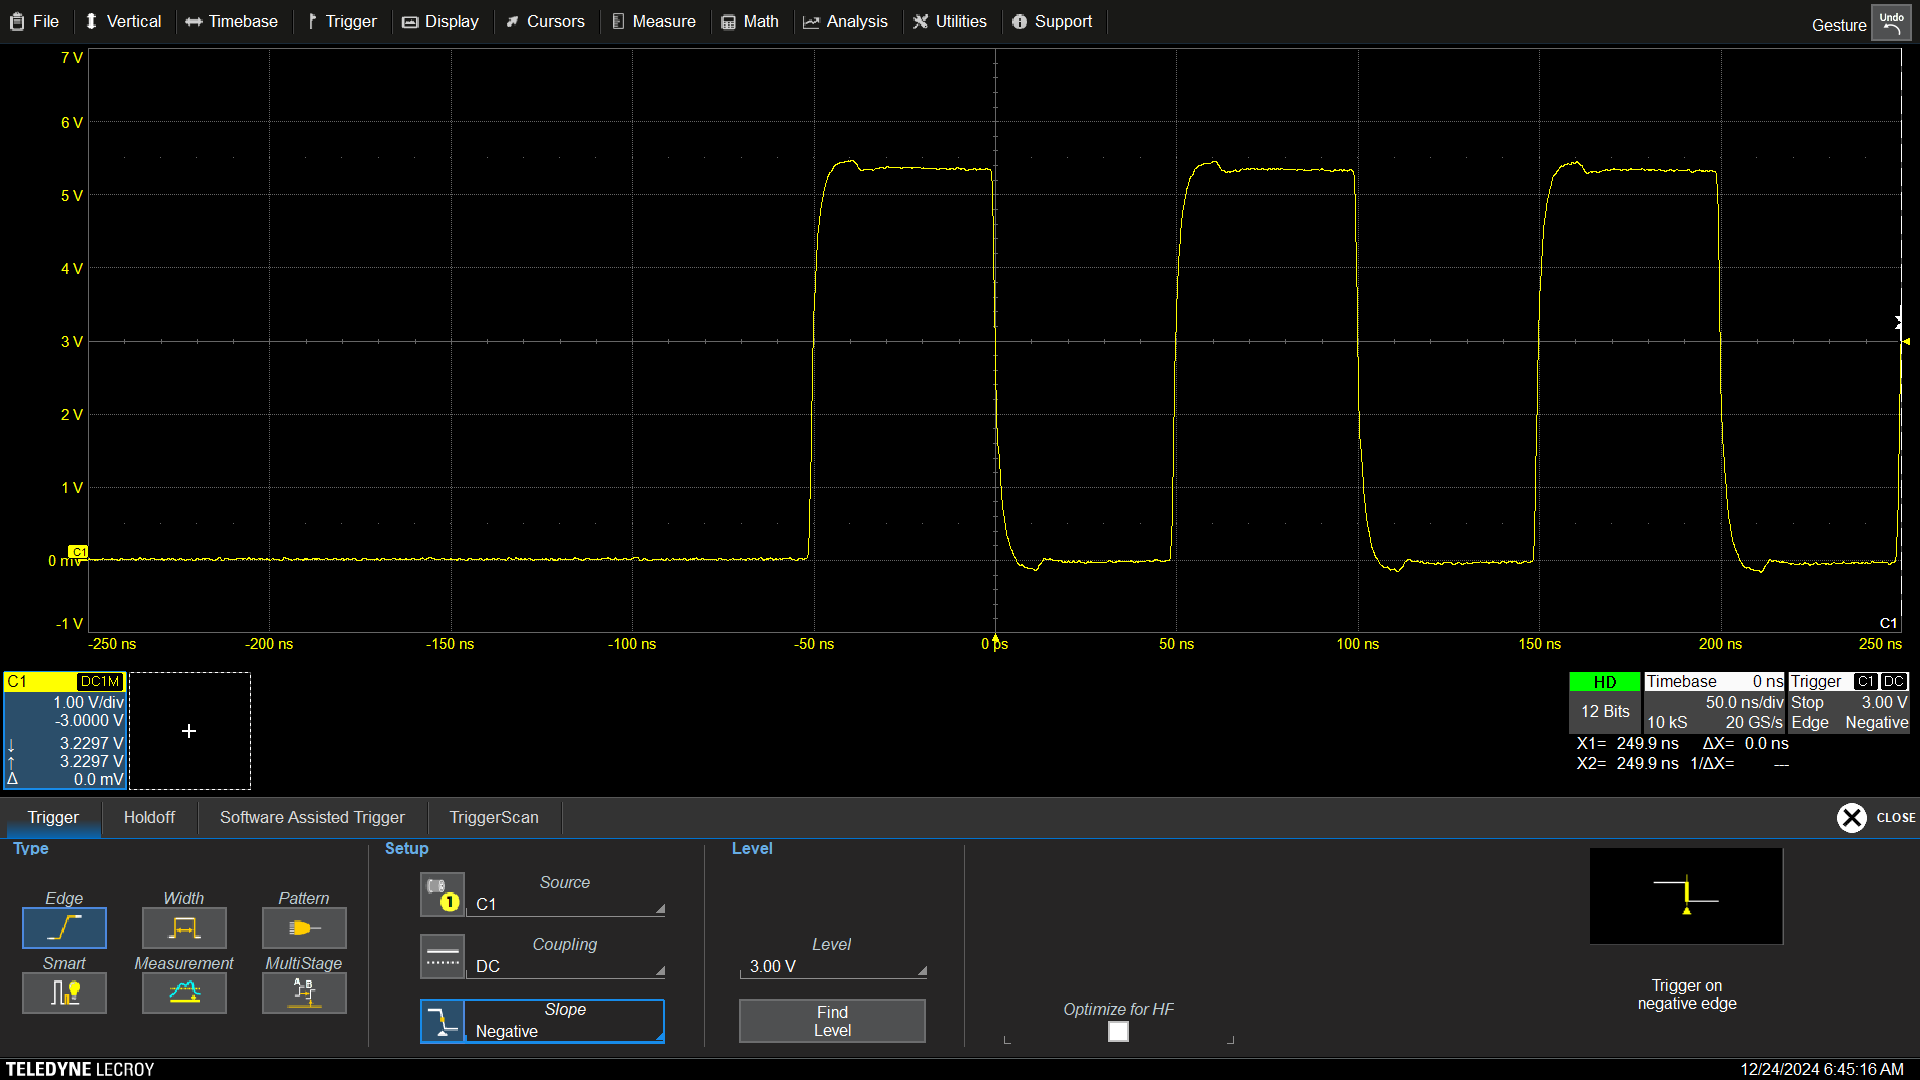 File Vertical Timebase Trigger Display Cursors Measure Math Analysis Utilities Support Gesture Undo
7 V
6 V
5 V
4 V
3 V
2 V
1 V
C1
0 mV
-1 V
C1
-250 ns -200 ns -150 ns -100 ns -50 ns 0 ns 50 ns 100 ns 150 ns 200 ns 250 ns
C1 DC1M
1.00 V/div
-3.0000 V
↓ 3.2297 V
↑ 3.2297 V
Δ 0.0 mV
+
HD
12 Bits
Timebase 0 ns
50.0 ns/div
10 kS 20 GS/s
Trigger C1 DC
Stop 3.00 V
Edge Negative
X1= 249.9 ns ΔX= 0.0 ns
X2= 249.9 ns 1/ΔX= ---
Trigger Holdoff Software Assisted Trigger TriggerScan CLOSE
Type
Edge Width Pattern
Smart Measurement MultiStage
A B
Setup
1
Source
C1
Coupling
DC
Slope
Negative
Level
Level
3.00 V
Find
Level
Optimize for HF
Trigger on
negative edge
TELEDYNE LECROY 12/24/2024 6:45:16 AM